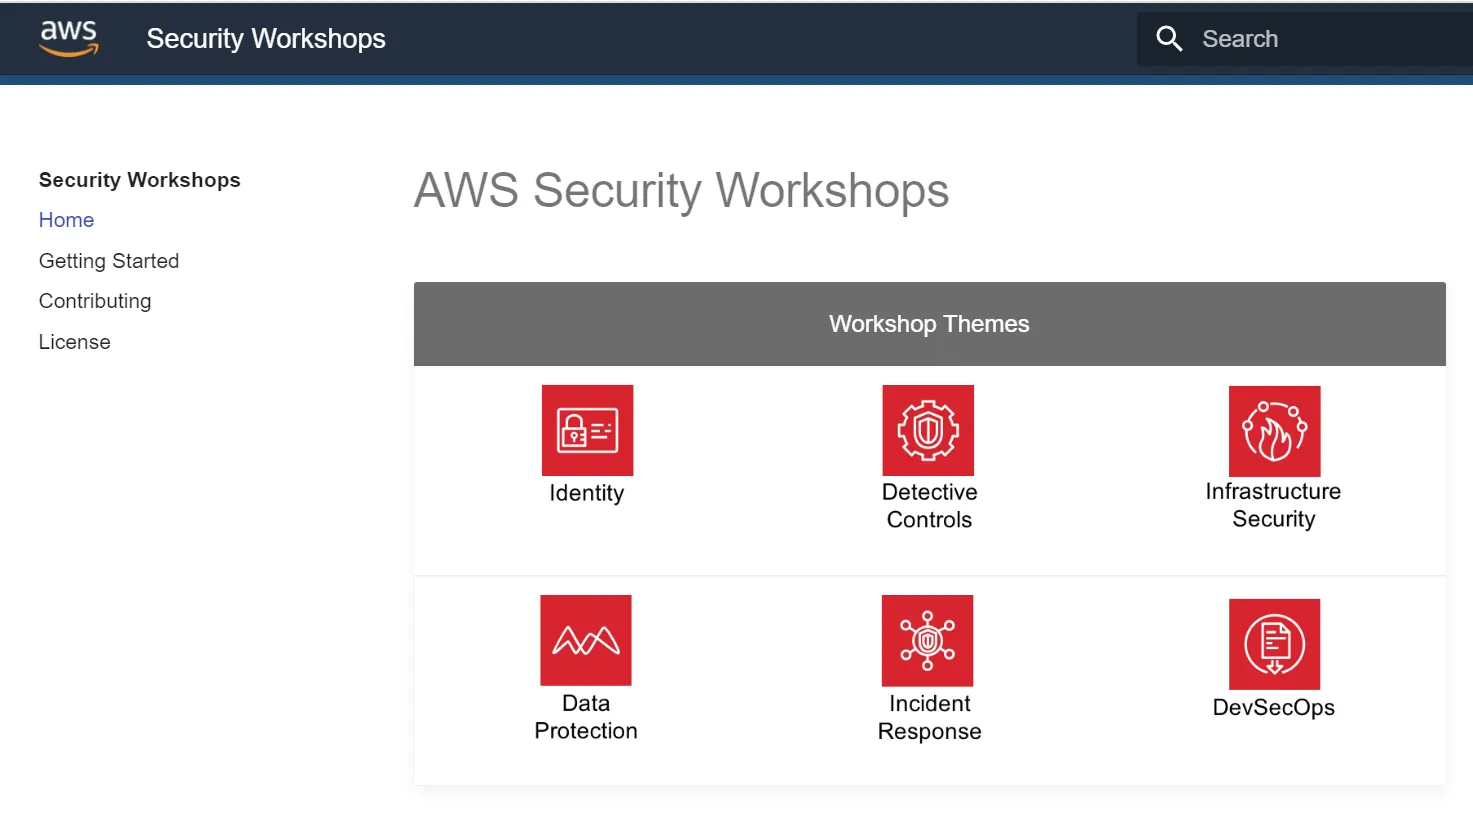 aws
Security Workshops
Search
Security Workshops
Home
Getting Started
Contributing
License
AWS Security Workshops
Workshop Themes
Identity
Detective
Controls
Infrastructure
Security
Data
Protection
Incident
Response
DevSecOps